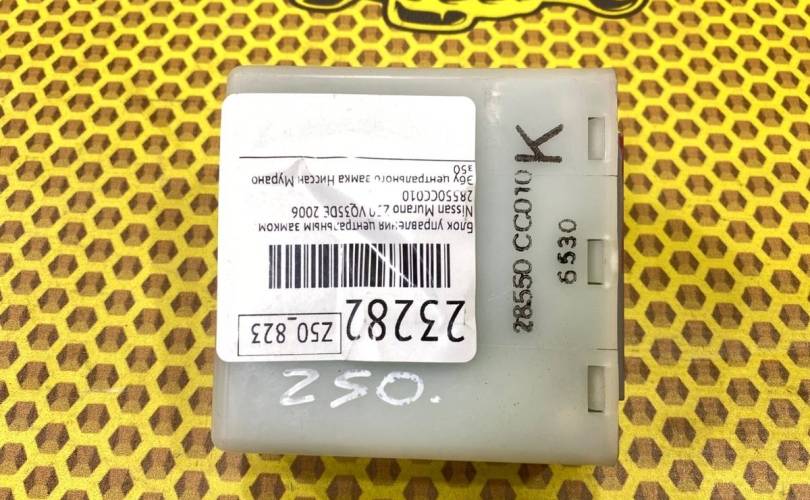 23282
Z50_823
Блок управления центральным замком
Nissan Murano Z50 VQ35DE 2006
28550CC010
Эбу центрального замка Ниссан Мурано
з50
Z50.
28550 CC010 K
6530